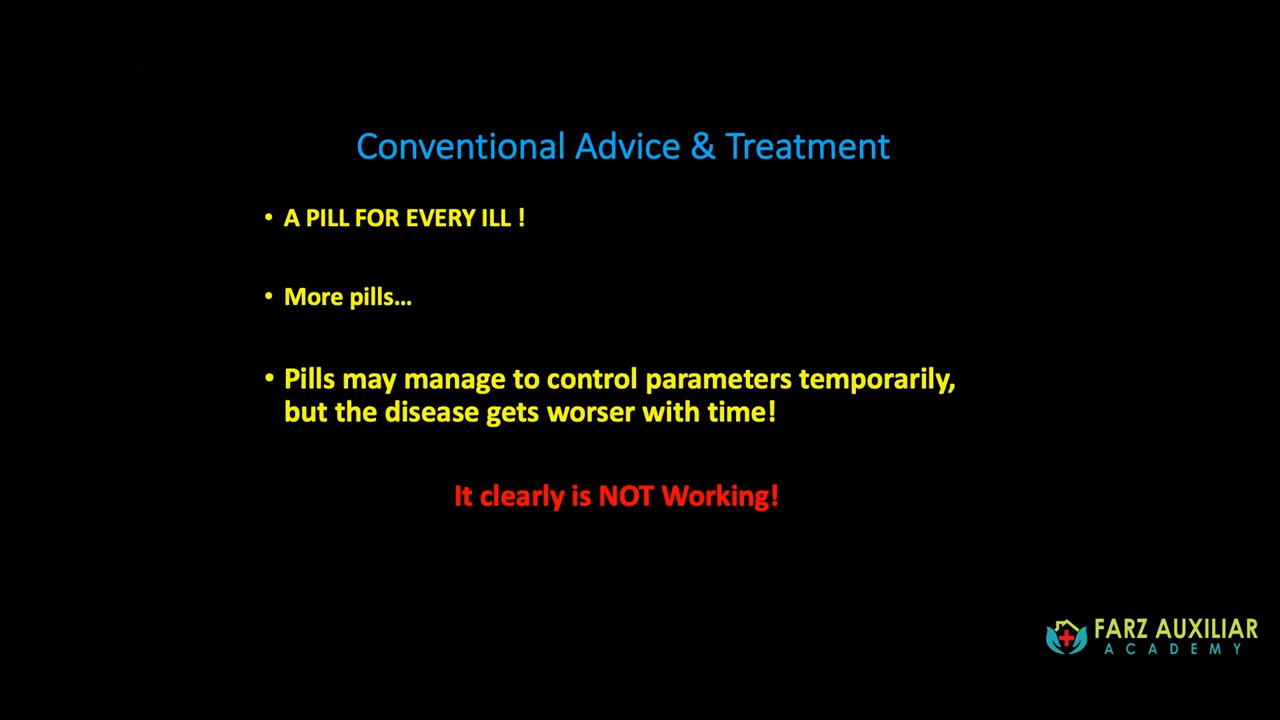 Conventional Advice & Treatment
• A PILL FOR EVERY ILL !
• More pills...
• Pills may manage to control parameters temporarily,
but the disease gets worser with time!
It clearly is NOT Working!
FARZ AUXILIAR
ACADEMY